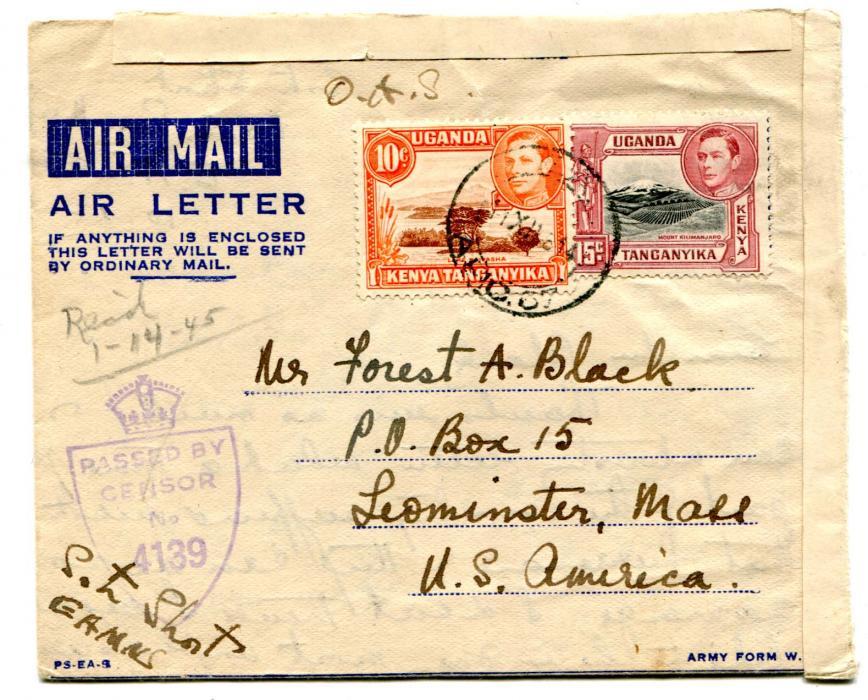 O.A.S.
AIR MAIL
AIR LETTER
IF ANYTHING IS ENCLOSED
THIS LETTER WILL BE SENT
BY ORDINARY MAIL.
10c UGANDA
KENYA TANGANYIKA
UGANDA
KENYA
MOUNT KILIMANJARO
15c TANGANYIKA
A.P.O. 57
1-14-45
Mr Forest A. Black
P.O. Box 15
Leominster, Mass
U.S. America.
PASSED BY
CENSOR
No
4139
PS-EA-S
ARMY FORM W.